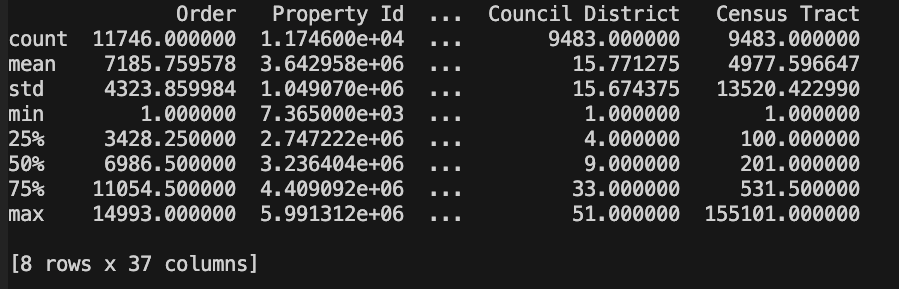 Order Property Id ... Council District Census Tract
count 11746.000000 1.174600e+04 ... 9483.000000 9483.000000
mean 7185.759578 3.642958e+06 ... 15.771275 4977.596647
std 4323.859984 1.049070e+06 ... 15.674375 13520.422990
min 1.000000 7.365000e+03 ... 1.000000 1.000000
25% 3428.250000 2.747222e+06 ... 4.000000 100.000000
50% 6986.500000 3.236404e+06 ... 9.000000 201.000000
75% 11054.500000 4.409092e+06 ... 33.000000 531.500000
max 14993.000000 5.991312e+06 ... 51.000000 155101.000000
[8 rows x 37 columns]